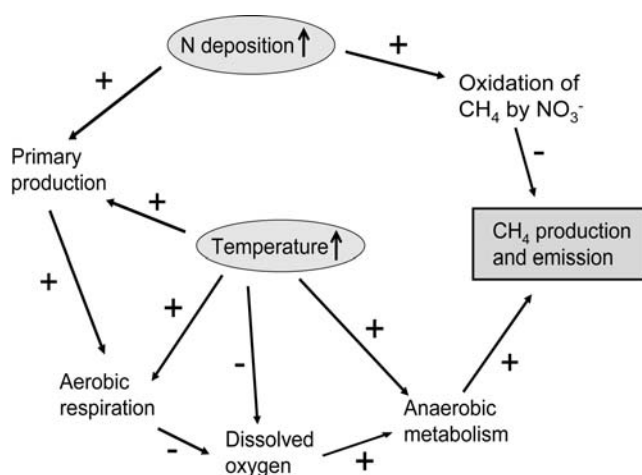 N deposition ↑
+
+
Oxidation of
CH₄ by NO₃⁻
+
-
Primary
production
+
Temperature ↑
CH₄ production
and emission
+
+
-
+
+
Aerobic
respiration
-
Dissolved
oxygen
+
Anaerobic
metabolism